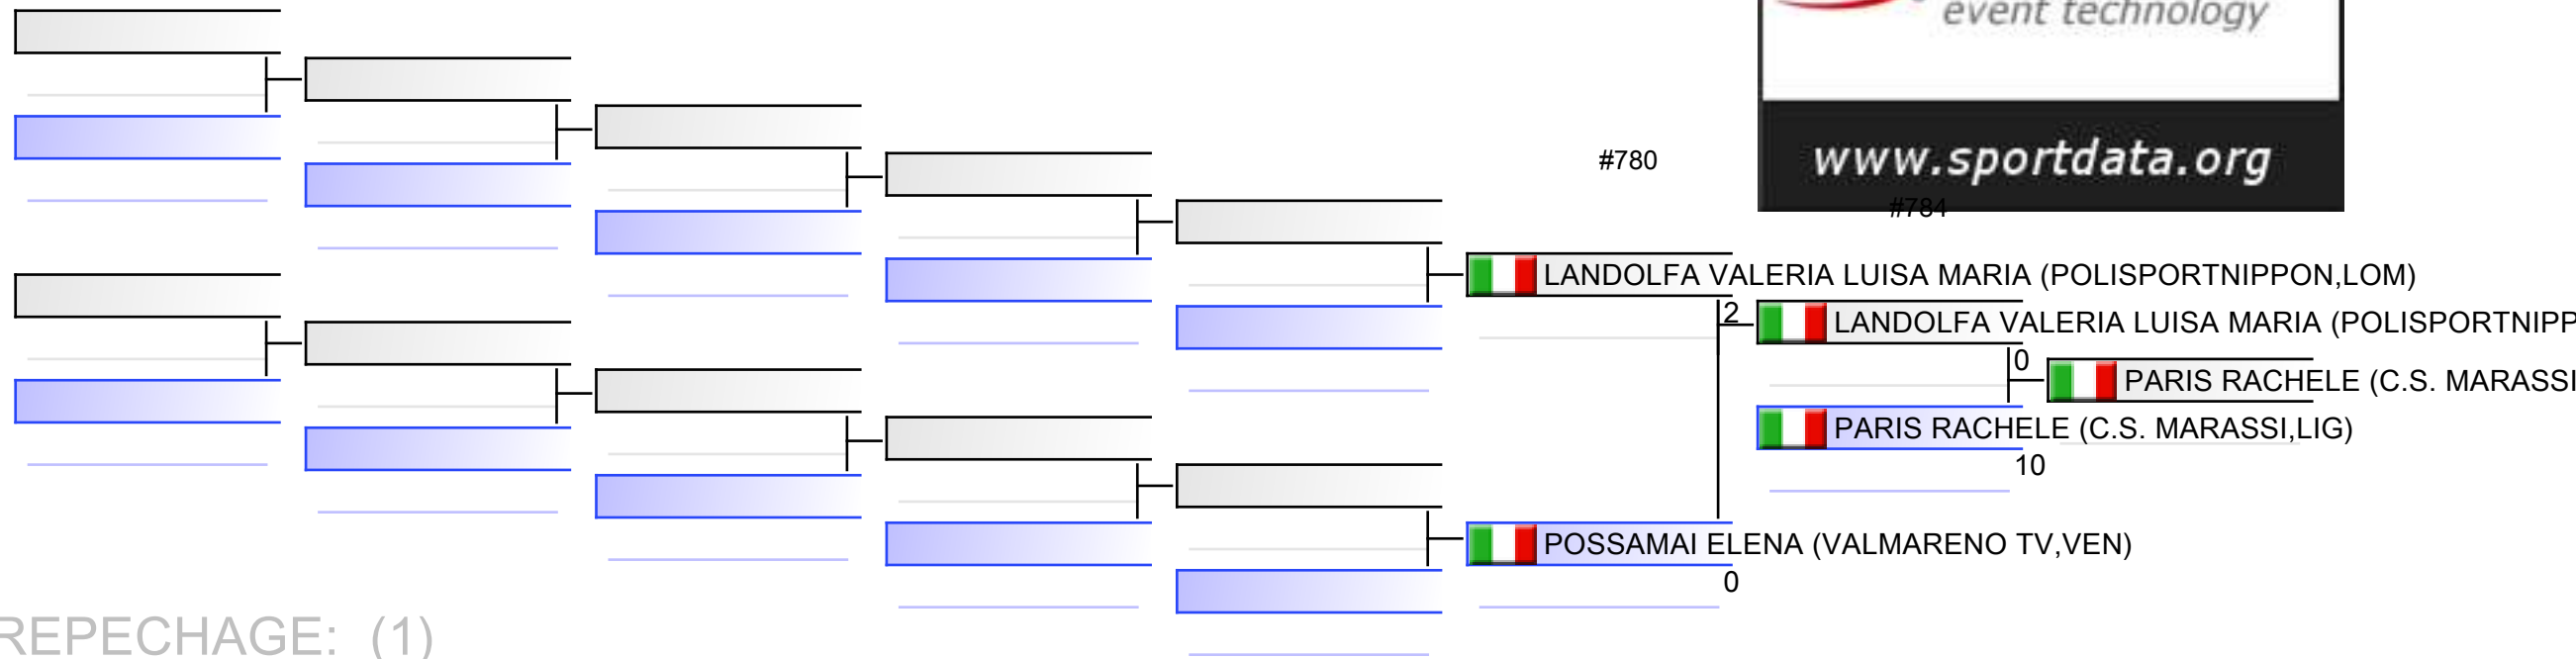 event technology
www.sportdata.org
#780
#784
LANDOLFA VALERIA LUISA MARIA (POLISPORTNIPPON,LOM)
2
LANDOLFA VALERIA LUISA MARIA (POLISPORTNIPP
0
PARIS RACHELE (C.S. MARASSI
PARIS RACHELE (C.S. MARASSI,LIG)
10
POSSAMAI ELENA (VALMARENO TV,VEN)
0
REPECHAGE: (1)